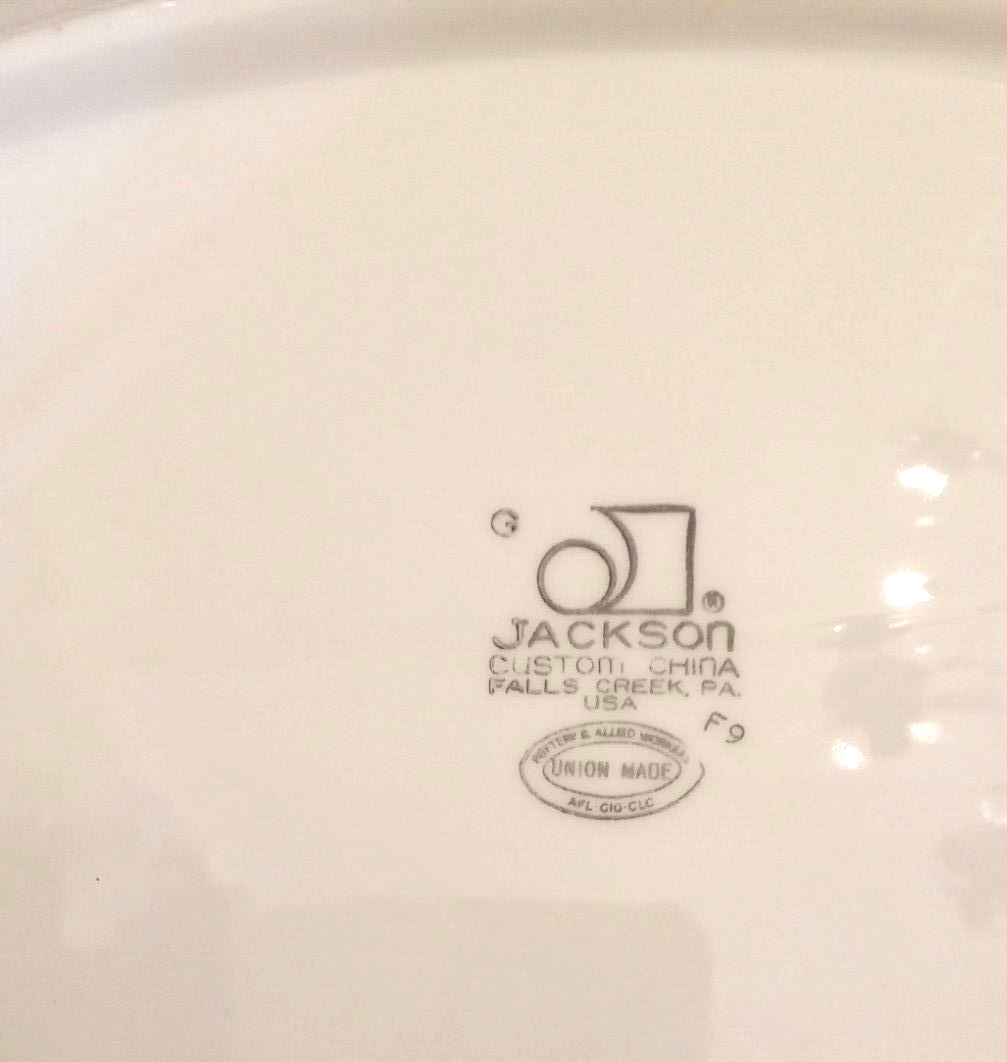 G
®
JACKSON
CUSTOM CHINA
FALLS CREEK, PA.
USA
F9
POTTERY & ALLIED WORKERS
UNION MADE
AFL-CIO-CLC